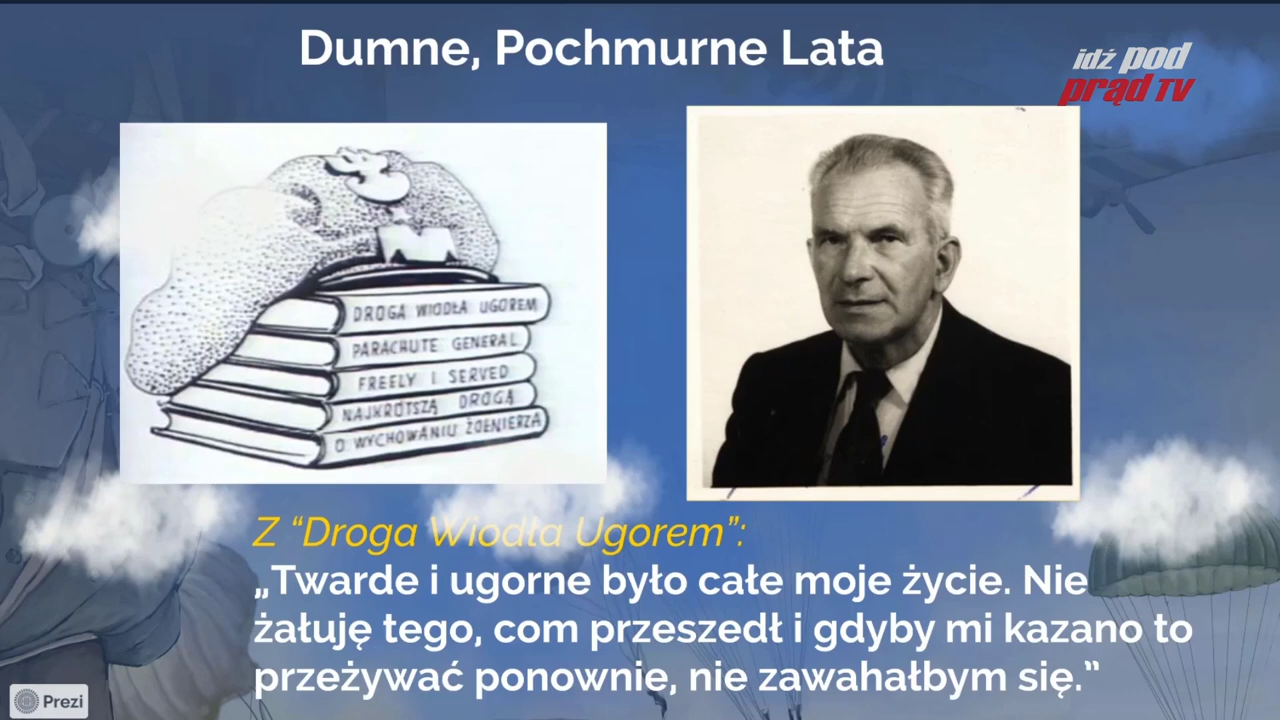 Dumne, Pochmurne Lata
idź pod
prąd TV
DROGA WIODŁA UGOREM
PARACHUTE GENERAL
FREELY I SERVED
NAJKRÓTSZĄ DROGĄ
O WYCHOWANIU ŻOŁNIERZA
Z “Droga Wiodła Ugorem”:
„Twarde i ugorne było całe moje życie. Nie
żałuję tego, com przeszedł i gdyby mi kazano to
przeżywać ponownie, nie zawahałbym się.”
Prezi